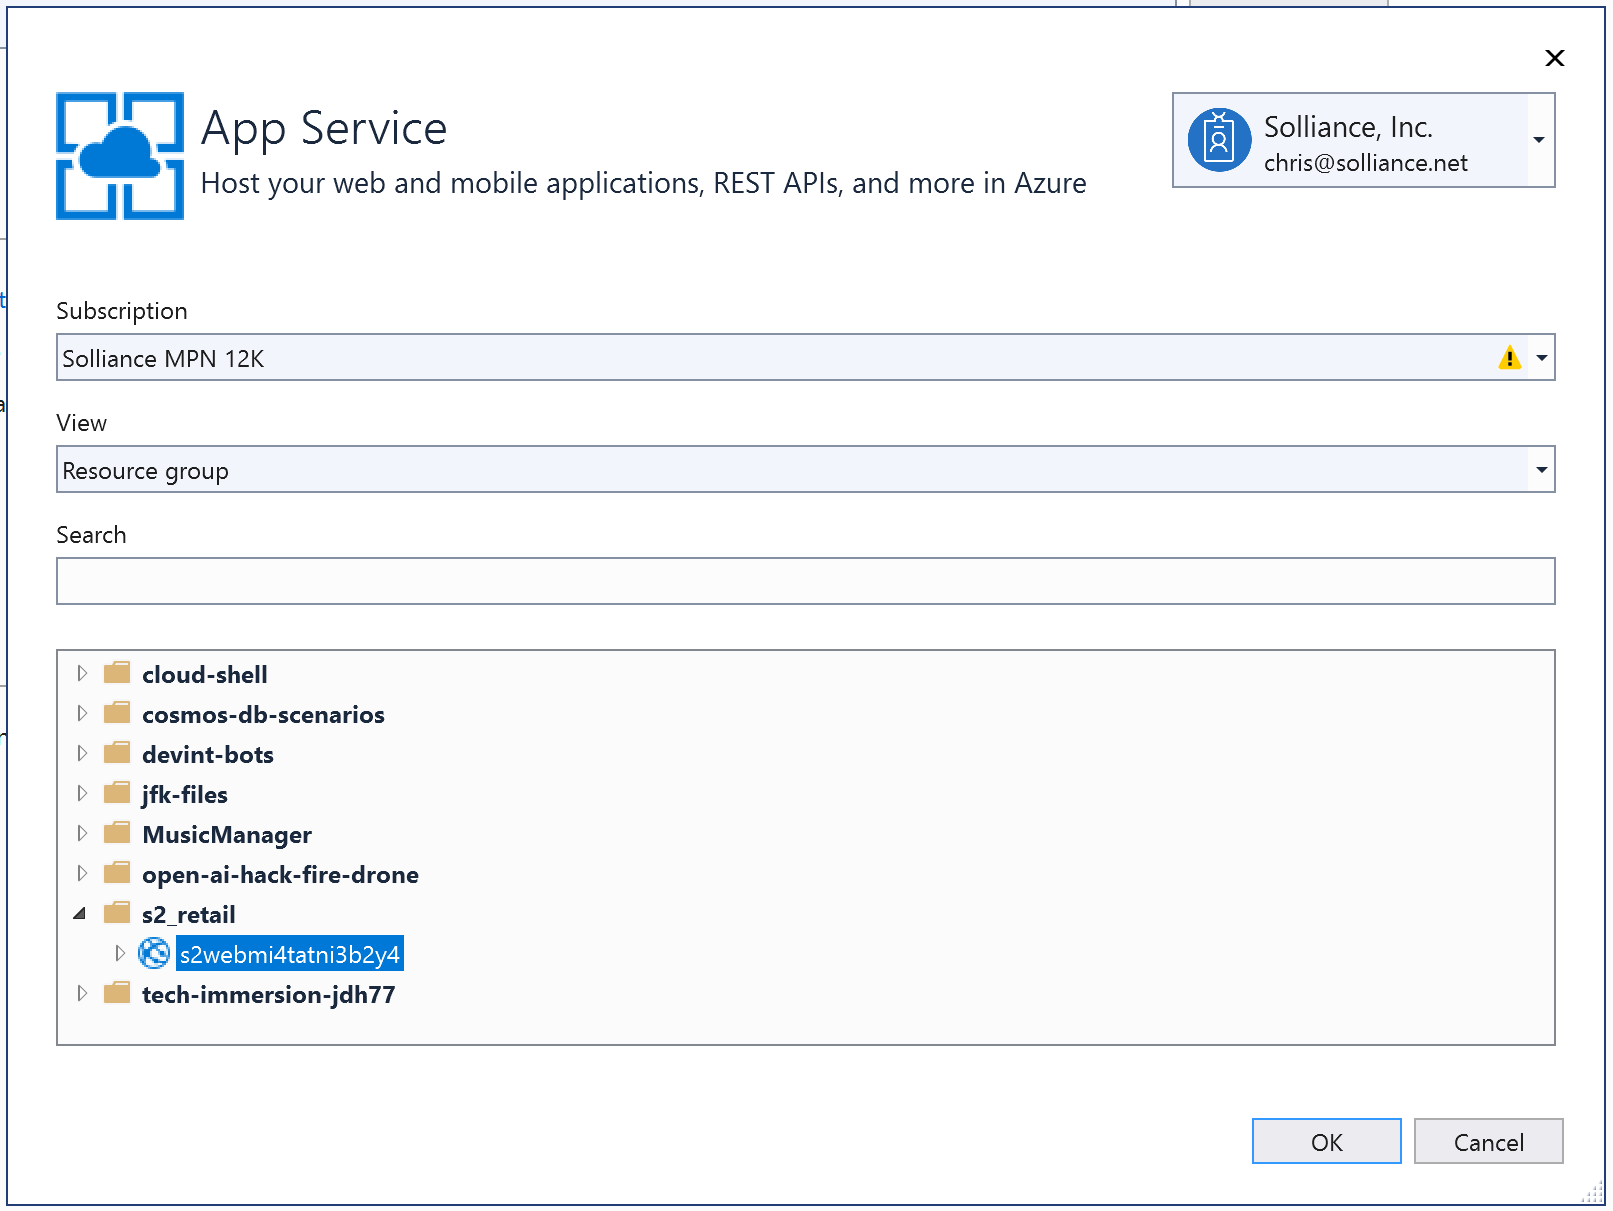 App Service
Host your web and mobile applications, REST APIs, and more in Azure
Solliance, Inc.
chris@solliance.net
Subscription
Solliance MPN 12K
View
Resource group
Search
cloud-shell
cosmos-db-scenarios
devint-bots
jfk-files
MusicManager
open-ai-hack-fire-drone
s2_retail
s2webmi4tatni3b2y4
tech-immersion-jdh77
OK
Cancel